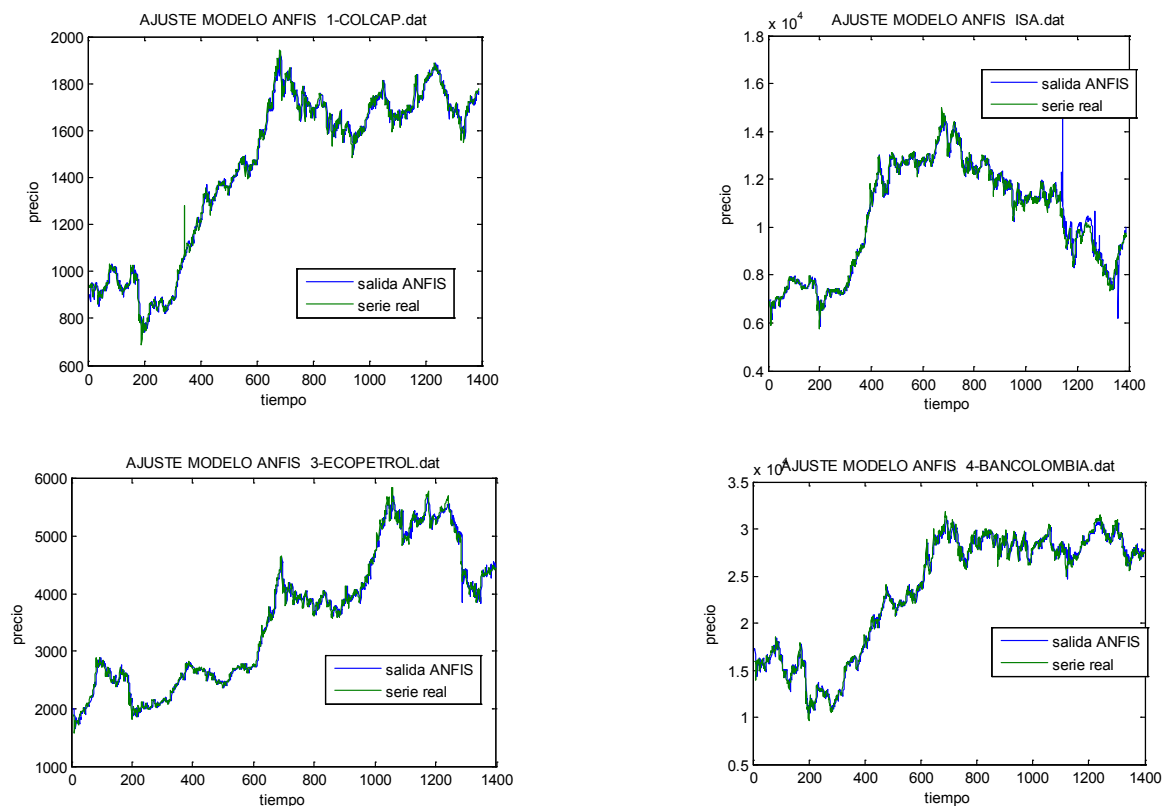 AJUSTE MODELO ANFIS 1-COLCAP.dat
2000
1800
1600
1400
1200
1000
800
600
precio
salida ANFIS
serie real
0 200 400 600 800 1000 1200 1400
tiempo
AJUSTE MODELO ANFIS ISA.dat
x 10^4
1.8
1.6
1.4
1.2
1
0.8
0.6
0.4
precio
salida ANFIS
serie real
0 200 400 600 800 1000 1200 1400
tiempo
AJUSTE MODELO ANFIS 3-ECOPETROL.dat
6000
5000
4000
3000
2000
1000
precio
salida ANFIS
serie real
0 200 400 600 800 1000 1200 1400
tiempo
AJUSTE MODELO ANFIS 4-BANCOLOMBIA.dat
x 10^4
3.5
3
2.5
2
1.5
1
0.5
precio
salida ANFIS
serie real
0 200 400 600 800 1000 1200 1400
tiempo